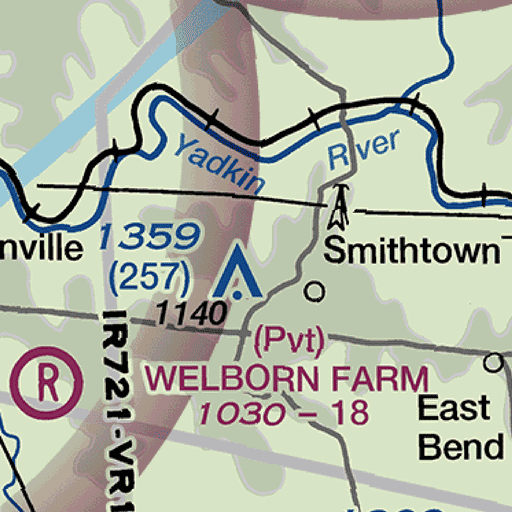 Yadkin
River
nville
1359
(257)
1140
Smithtown
IR721-VR1
R
(Pvt)
WELBORN FARM
1030 – 18
East
Bend